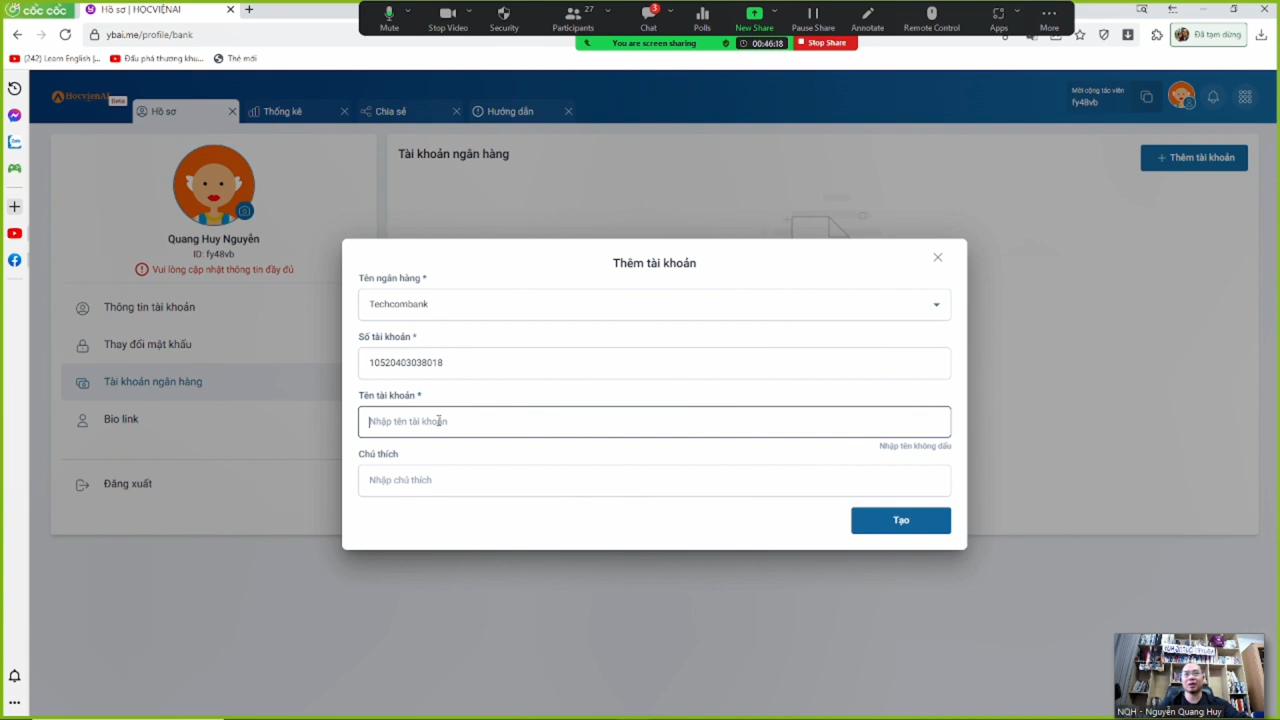 cốc cốc
Hồ sơ | HỌCVIỆNAI
Mute
Stop Video
Security
Participants
27
Chat
3
Polls
New Share
Pause Share
Annotate
Remote Control
Apps
More
You are screen sharing
00:46:18
Stop Share
ybai.me/profile/bank
Đã tạm dừng
(242) Learn English |...
Đấu phá thương khu...
Thẻ mới
HọcviệnAI
Beta
Hồ sơ
Thống kê
Chia sẻ
Hướng dẫn
Mời cộng tác viên
fy48vb
Zalo
Quang Huy Nguyễn
ID: fy48vb
Vui lòng cập nhật thông tin đầy đủ
Thông tin tài khoản
Thay đổi mật khẩu
Tài khoản ngân hàng
Bio link
Đăng xuất
Tài khoản ngân hàng
+ Thêm tài khoản
Thêm tài khoản
Tên ngân hàng *
Techcombank
Số tài khoản *
10520403038018
Tên tài khoản *
Nhập tên tài khoản
Nhập tên không dấu
Chú thích
Nhập chú thích
Tạo
NQH - Nguyễn Quang Huy